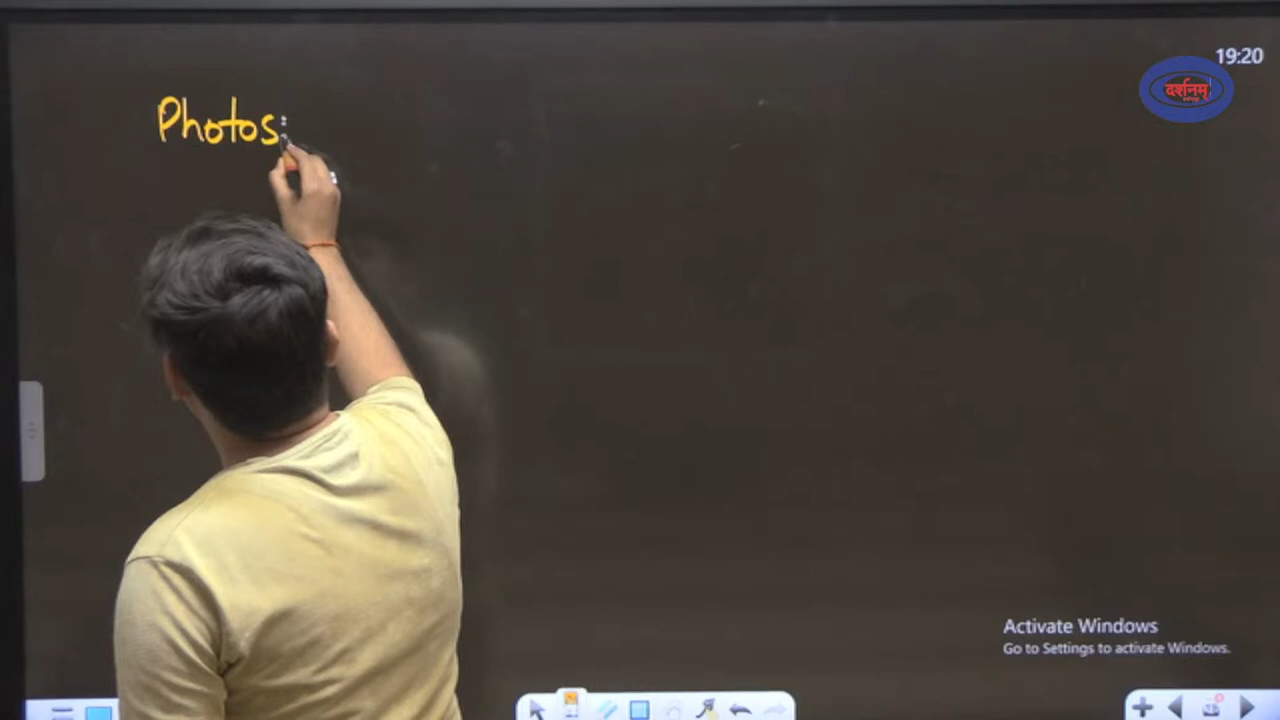 19:20
दर्शनम्
Photos
Activate Windows
Go to Settings to activate Windows.